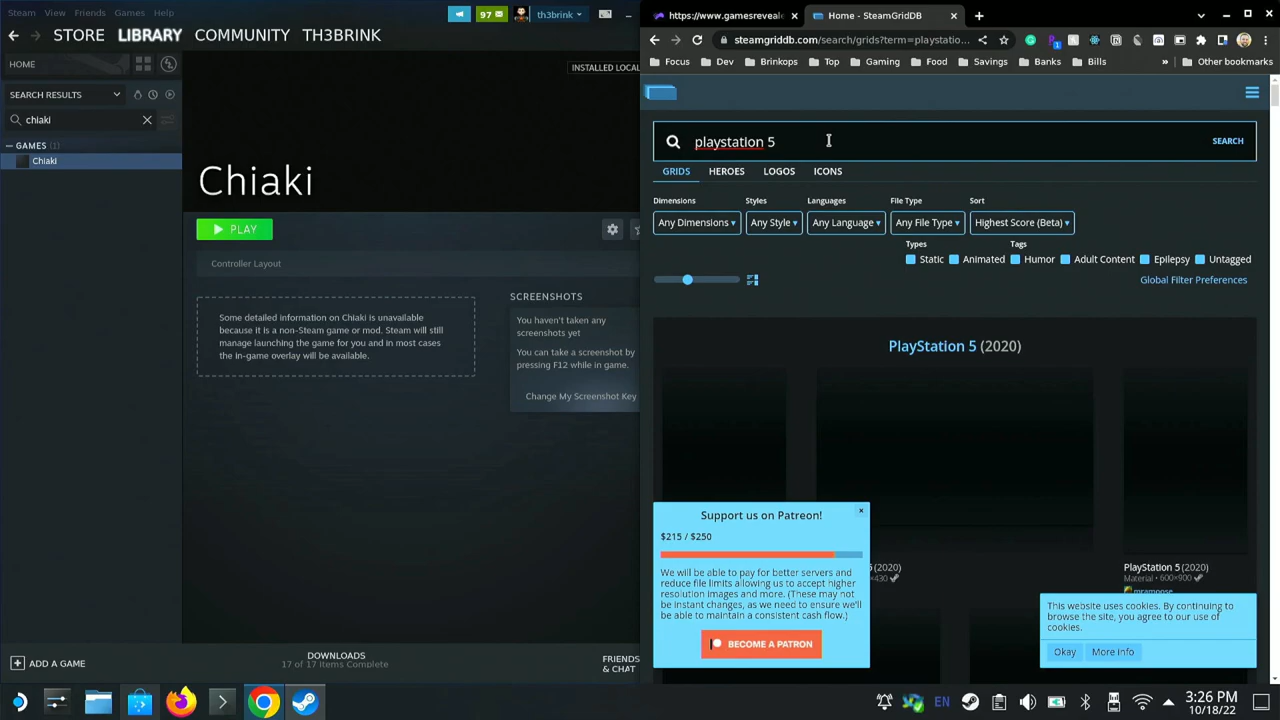 Steam View Friends Games Help
97 th3brink
STORE LIBRARY COMMUNITY TH3BRINK
HOME
INSTALLED LOCAL
SEARCH RESULTS
chiaki
GAMES (1)
Chiaki
Chiaki
PLAY
Controller Layout
Some detailed information on Chiaki is unavailable
because it is a non-Steam game or mod. Steam will still
manage launching the game for you and in most cases
the in-game overlay will be available.
SCREENSHOTS
You haven't taken any
screenshots yet
You can take a screenshot by
pressing F12 while in game.
Change My Screenshot Key
ADD A GAME
DOWNLOADS
17 of 17 Items Complete
FRIENDS
& CHAT
https://www.gamesreveale
Home - SteamGridDB
steamgriddb.com/search/grids?term=playstatio...
Focus Dev Brinkops Top Gaming Food Savings Banks Bills » Other bookmarks
playstation 5
SEARCH
GRIDS HEROES LOGOS ICONS
Dimensions Styles Languages File Type Sort
Any Dimensions Any Style Any Language Any File Type Highest Score (Beta)
Types Tags
Static Animated Humor Adult Content Epilepsy Untagged
Global Filter Preferences
PlayStation 5 (2020)
5 (2020)
×430
PlayStation 5 (2020)
Material • 600×900
mramonse
Support us on Patreon!
$215 / $250
We will be able to pay for better servers and
reduce file limits allowing us to accept higher
resolution images and more. (These may not
be instant changes, as we need to ensure we'll
be able to maintain a consistent cash flow.)
BECOME A PATRON
This website uses cookies. By continuing to
browse the site, you agree to our use of
cookies.
Okay More info
EN
3:26 PM
10/18/22